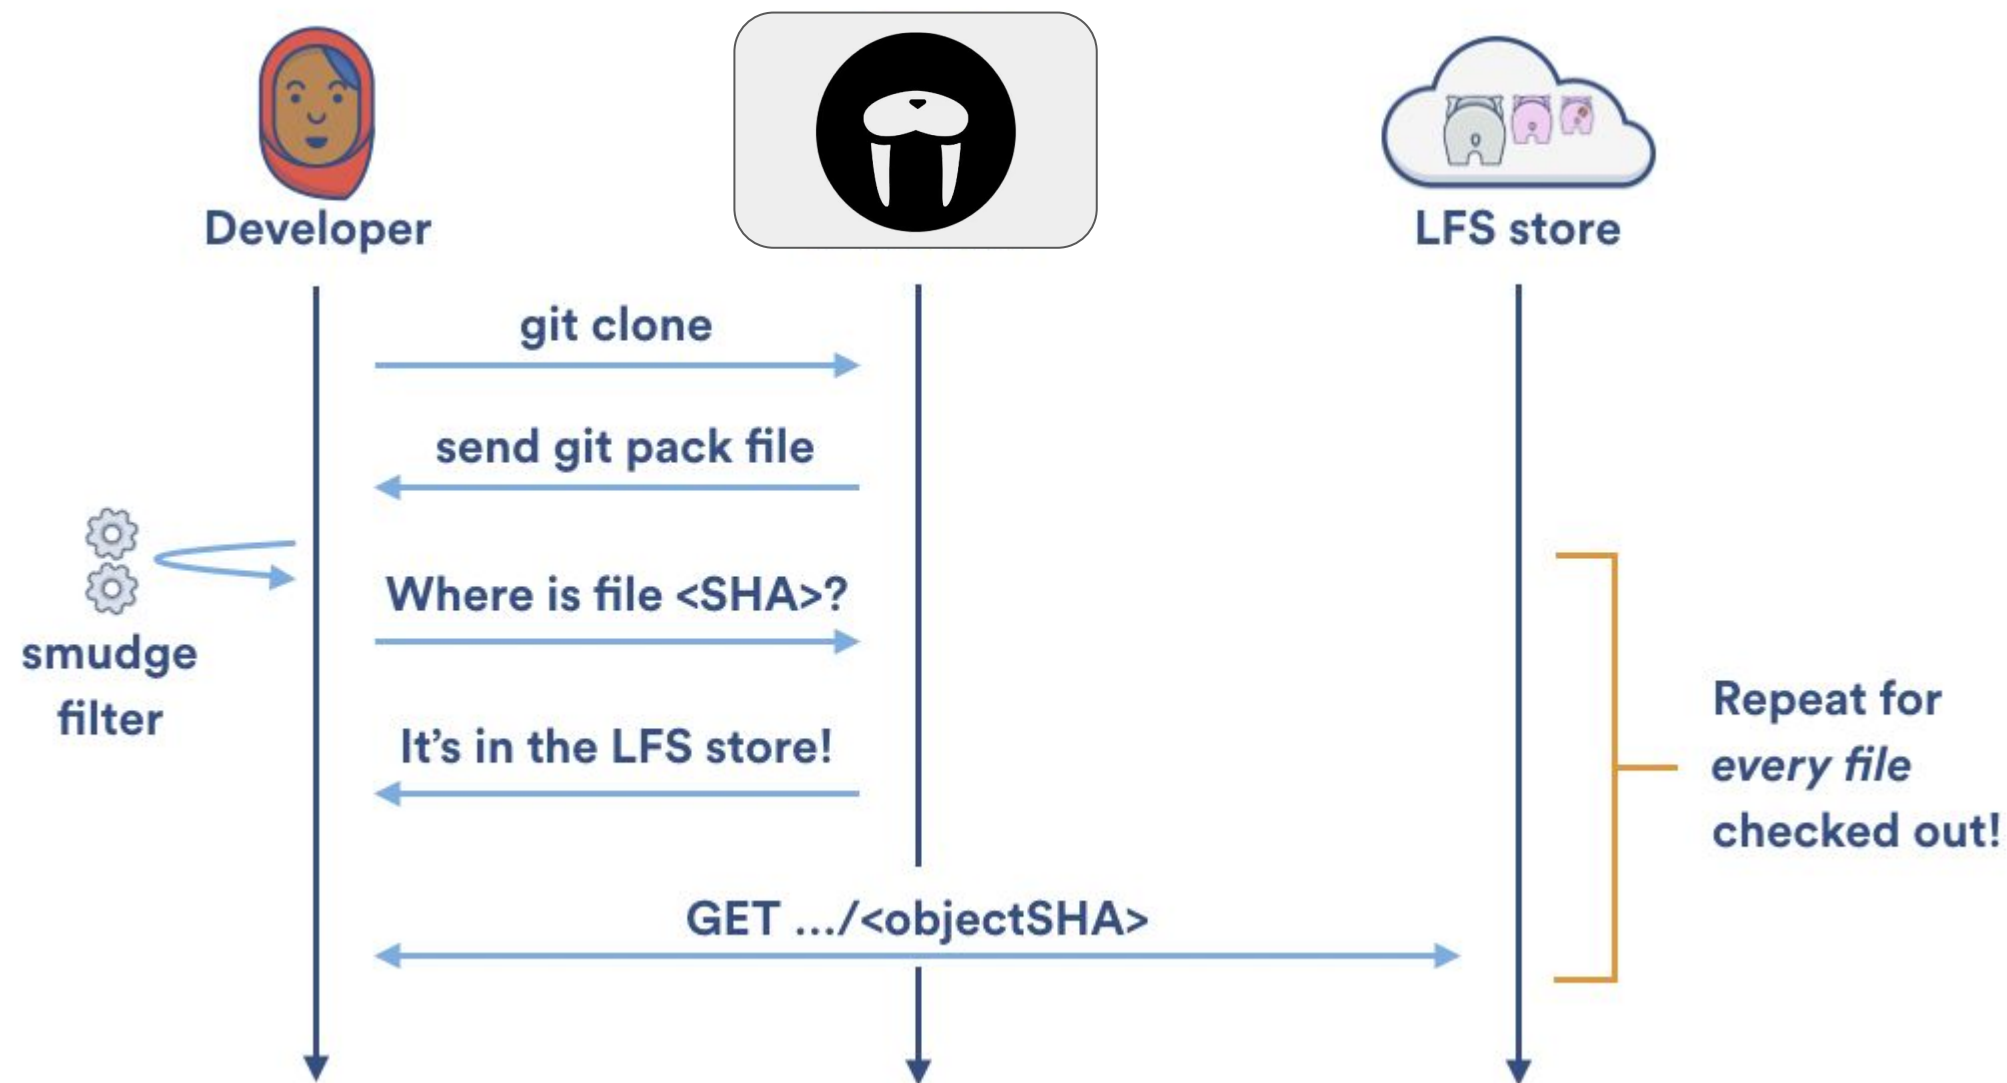 Developer
LFS store
git clone
send git pack file
Where is file <SHA>?
smudge
filter
It's in the LFS store!
Repeat for
every file
checked out!
GET .../<objectSHA>